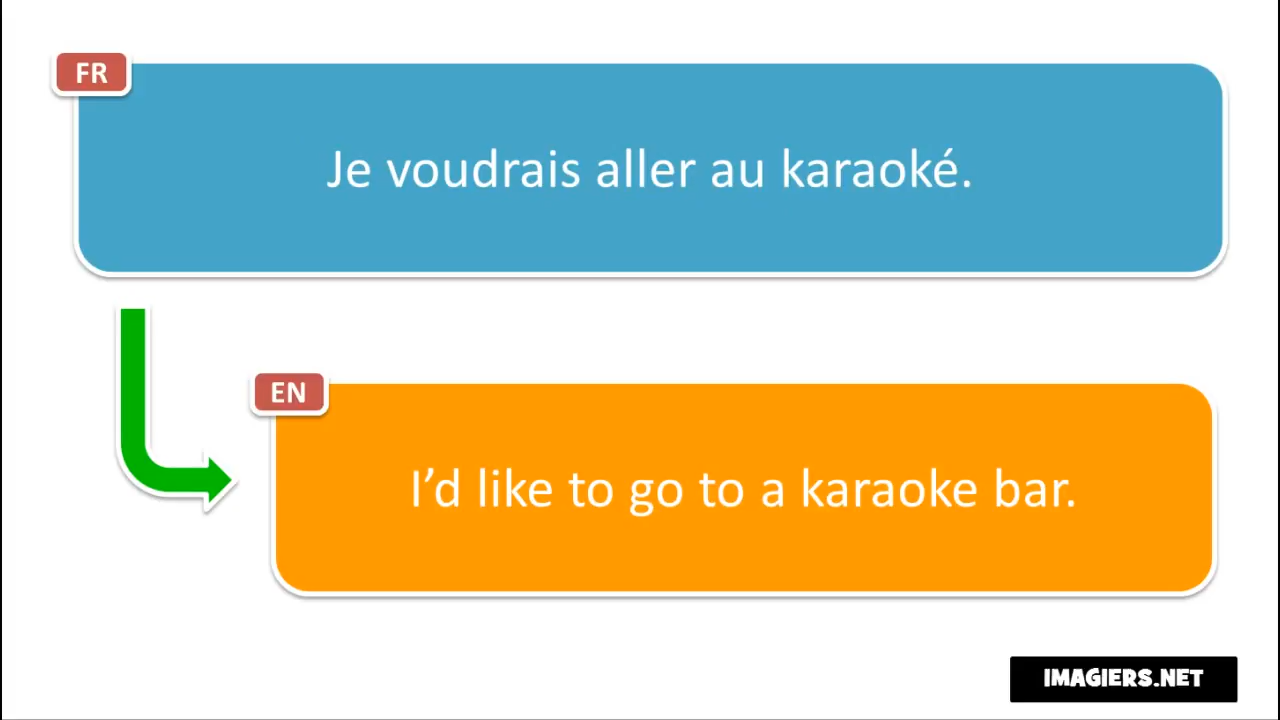 FR
Je voudrais aller au karaoké.
EN
I’d like to go to a karaoke bar.
IMAGIERS.NET